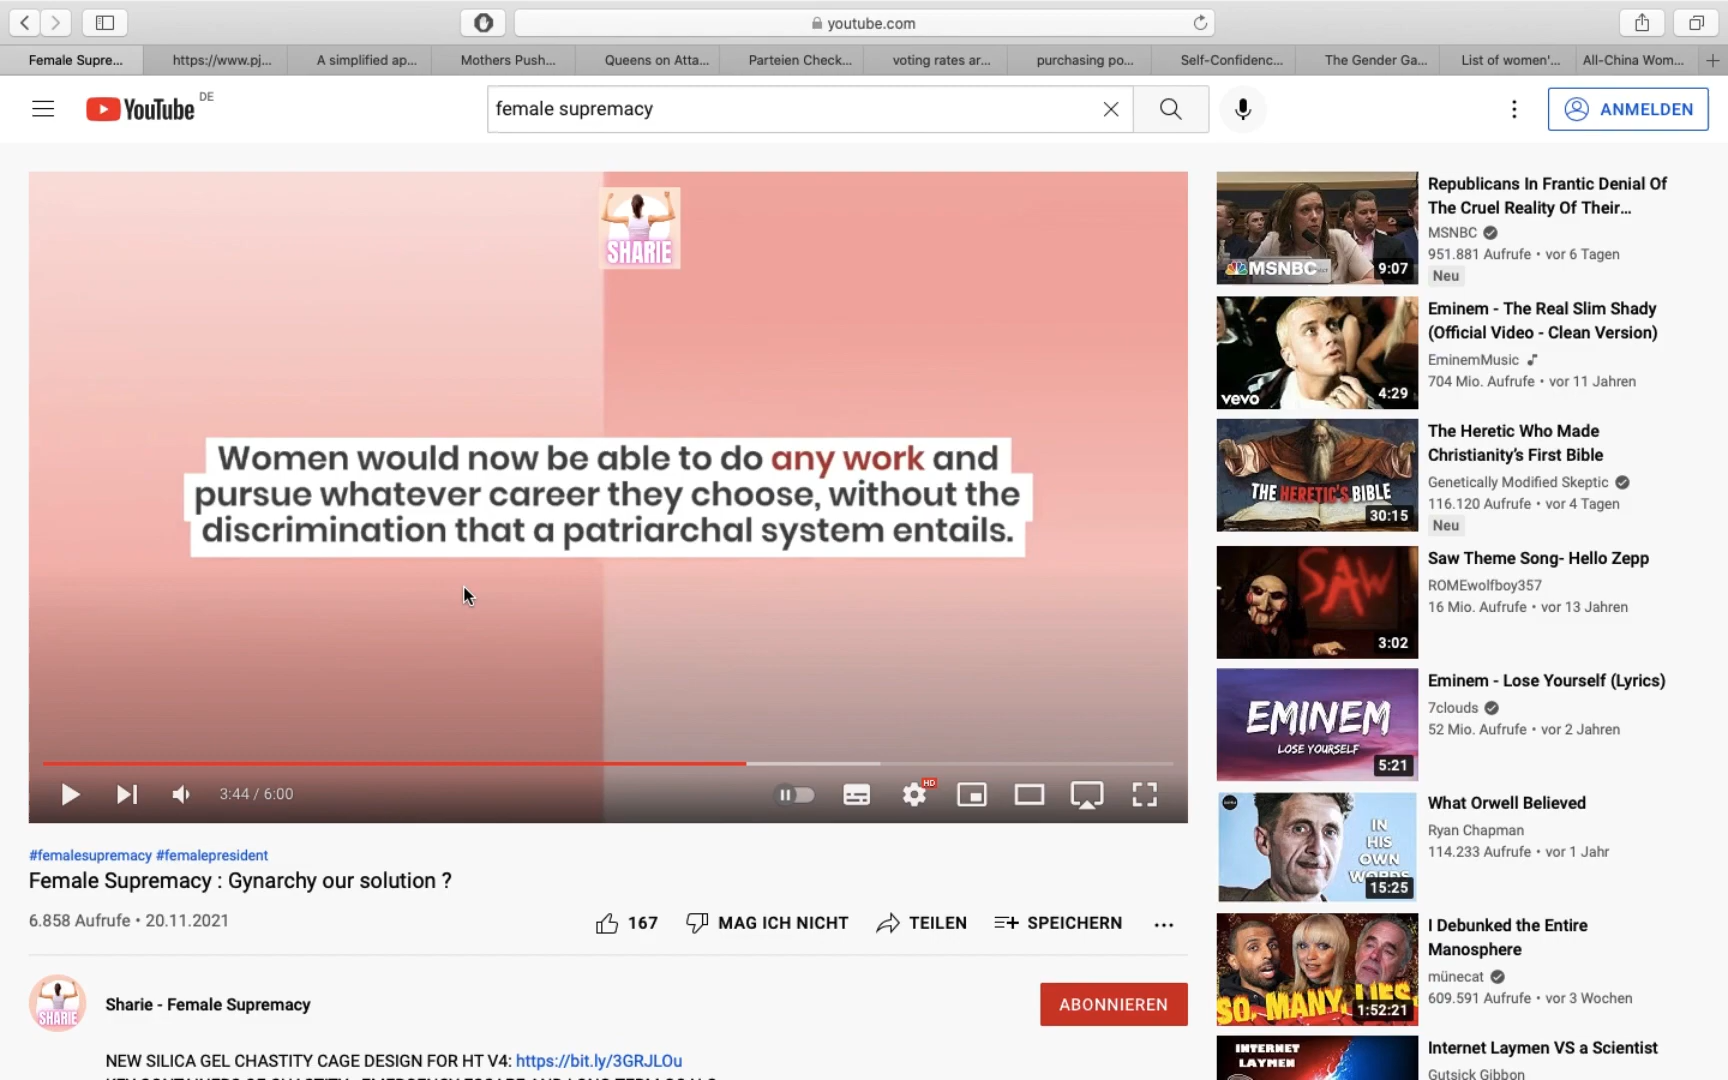 youtube.com
Female Supre...
https://www.pj...
A simplified ap...
Mothers Push...
Queens on Atta...
Parteien Check...
voting rates ar...
purchasing po...
Self-Confidenc...
The Gender Ga...
List of women'...
All-China Wom...
YouTube DE
female supremacy
ANMELDEN
SHARIE
Women would now be able to do any work and
pursue whatever career they choose, without the
discrimination that a patriarchal system entails.
3:44 / 6:00
HD
#femalesupremacy #femalepresident
Female Supremacy : Gynarchy our solution ?
6.858 Aufrufe • 20.11.2021
167
MAG ICH NICHT
TEILEN
SPEICHERN
SHARIE
Sharie - Female Supremacy
ABONNIEREN
NEW SILICA GEL CHASTITY CAGE DESIGN FOR HT V4: https://bit.ly/3GRJLOu
MSNBC
9:07
Republicans In Frantic Denial Of
The Cruel Reality Of Their...
MSNBC
951.881 Aufrufe • vor 6 Tagen
Neu
vevo
4:29
Eminem - The Real Slim Shady
(Official Video - Clean Version)
EminemMusic
704 Mio. Aufrufe • vor 11 Jahren
THE HERETIC'S BIBLE
30:15
The Heretic Who Made
Christianity's First Bible
Genetically Modified Skeptic
116.120 Aufrufe • vor 4 Tagen
Neu
SAW
3:02
Saw Theme Song- Hello Zepp
ROMEwolfboy357
16 Mio. Aufrufe • vor 13 Jahren
EMINEM
LOSE YOURSELF
5:21
Eminem - Lose Yourself (Lyrics)
7clouds
52 Mio. Aufrufe • vor 2 Jahren
IN
HIS
OWN
WORDS
15:25
What Orwell Believed
Ryan Chapman
114.233 Aufrufe • vor 1 Jahr
SO. MANY. LIES.
1:52:21
I Debunked the Entire
Manosphere
münecat
609.591 Aufrufe • vor 3 Wochen
INTERNET
LAYMEN
Internet Laymen VS a Scientist
Gutsick Gibbon